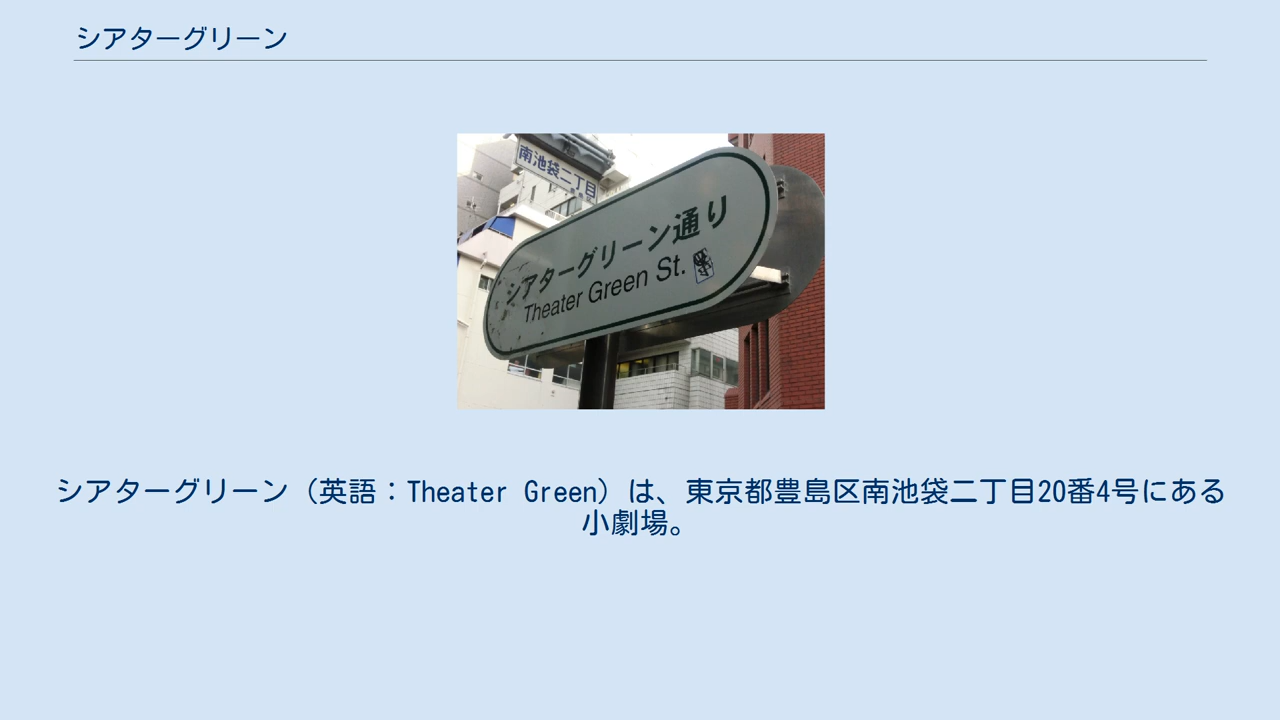 シアターグリーン
南池袋二丁目
シアターグリーン通り
Theater Green St.
シアターグリーン（英語：Theater Green）は、東京都豊島区南池袋二丁目20番4号にある
小劇場。